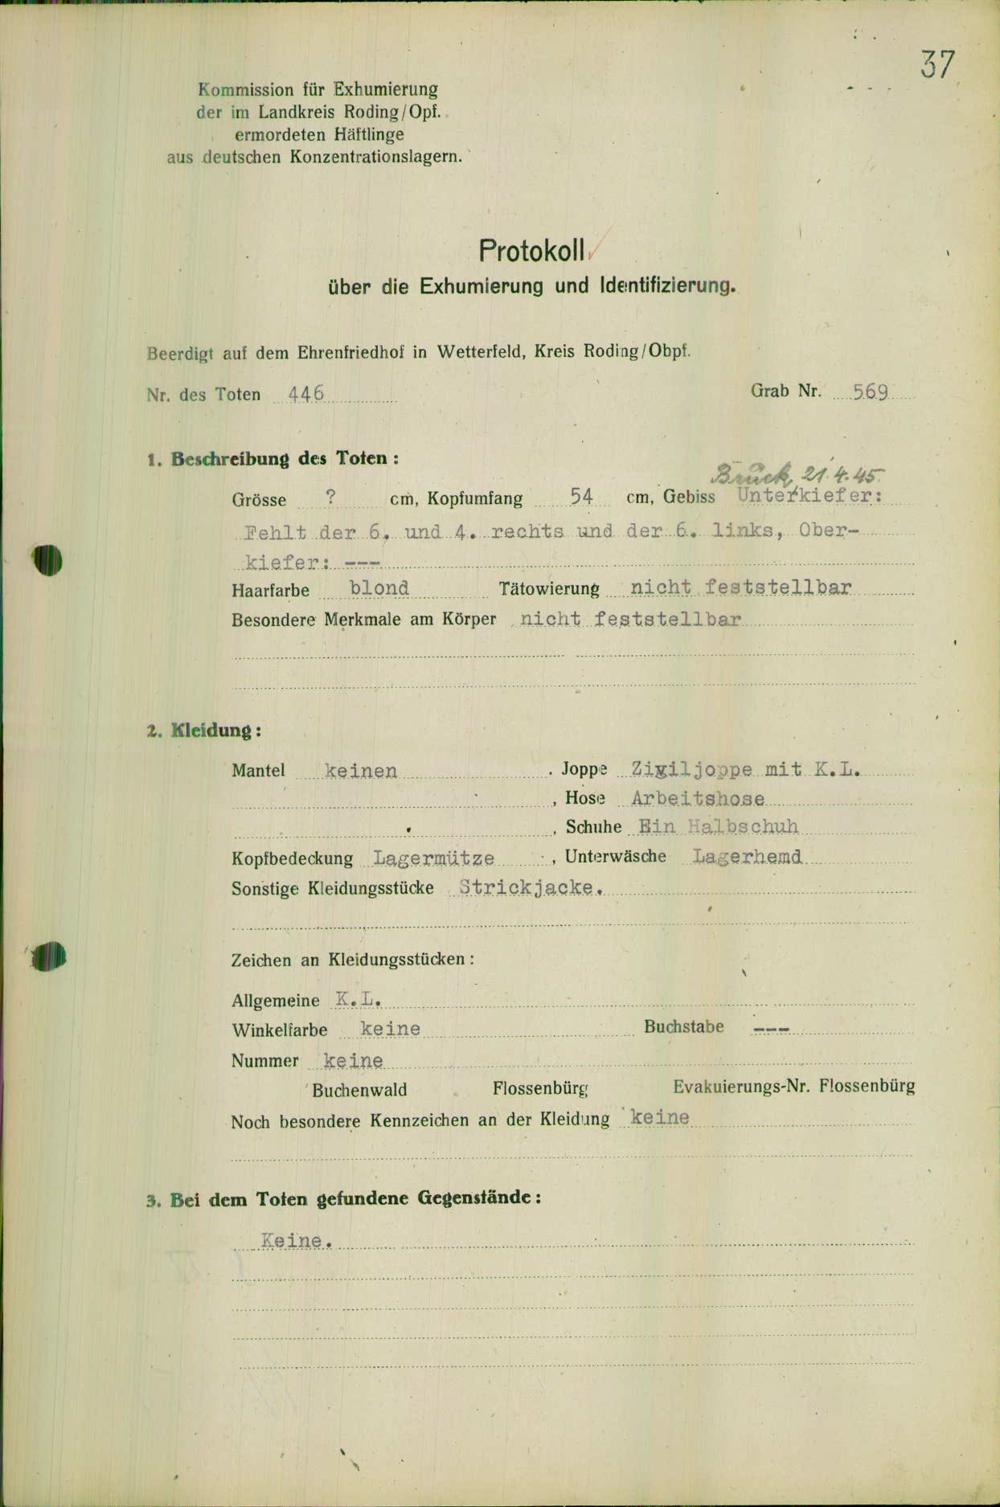 37
Kommission für Exhumierung
der im Landkreis Roding/Opf.
ermordeten Häftlinge
aus deutschen Konzentrationslagern.
Protokoll
über die Exhumierung und Identifizierung.
Beerdigt auf dem Ehrenfriedhof in Wetterfeld, Kreis Roding/Obpf.
Nr. des Toten 446 Grab Nr. 569
1. Beschreibung des Toten:
Bruck, 21.4.45
Grösse ? cm, Kopfumfang 54 cm, Gebiss Unterkiefer:
Fehlt der 6. und 4. rechts und der 6. links, Ober-
kiefer: ---
Haarfarbe blond Tätowierung nicht feststellbar
Besondere Merkmale am Körper nicht feststellbar
2. Kleidung:
Mantel keinen . Joppe Ziviljoppe mit K.L.
, Hose Arbeitshose
, Schuhe Ein Halbschuh
Kopfbedeckung Lagermütze , Unterwäsche Lagerhemd
Sonstige Kleidungsstücke Strickjacke.
Zeichen an Kleidungsstücken:
Allgemeine K.L.
Winkelfarbe keine Buchstabe ---
Nummer keine
Buchenwald Flossenbürg Evakuierungs-Nr. Flossenbürg
Noch besondere Kennzeichen an der Kleidung keine
3. Bei dem Toten gefundene Gegenstände:
Keine.